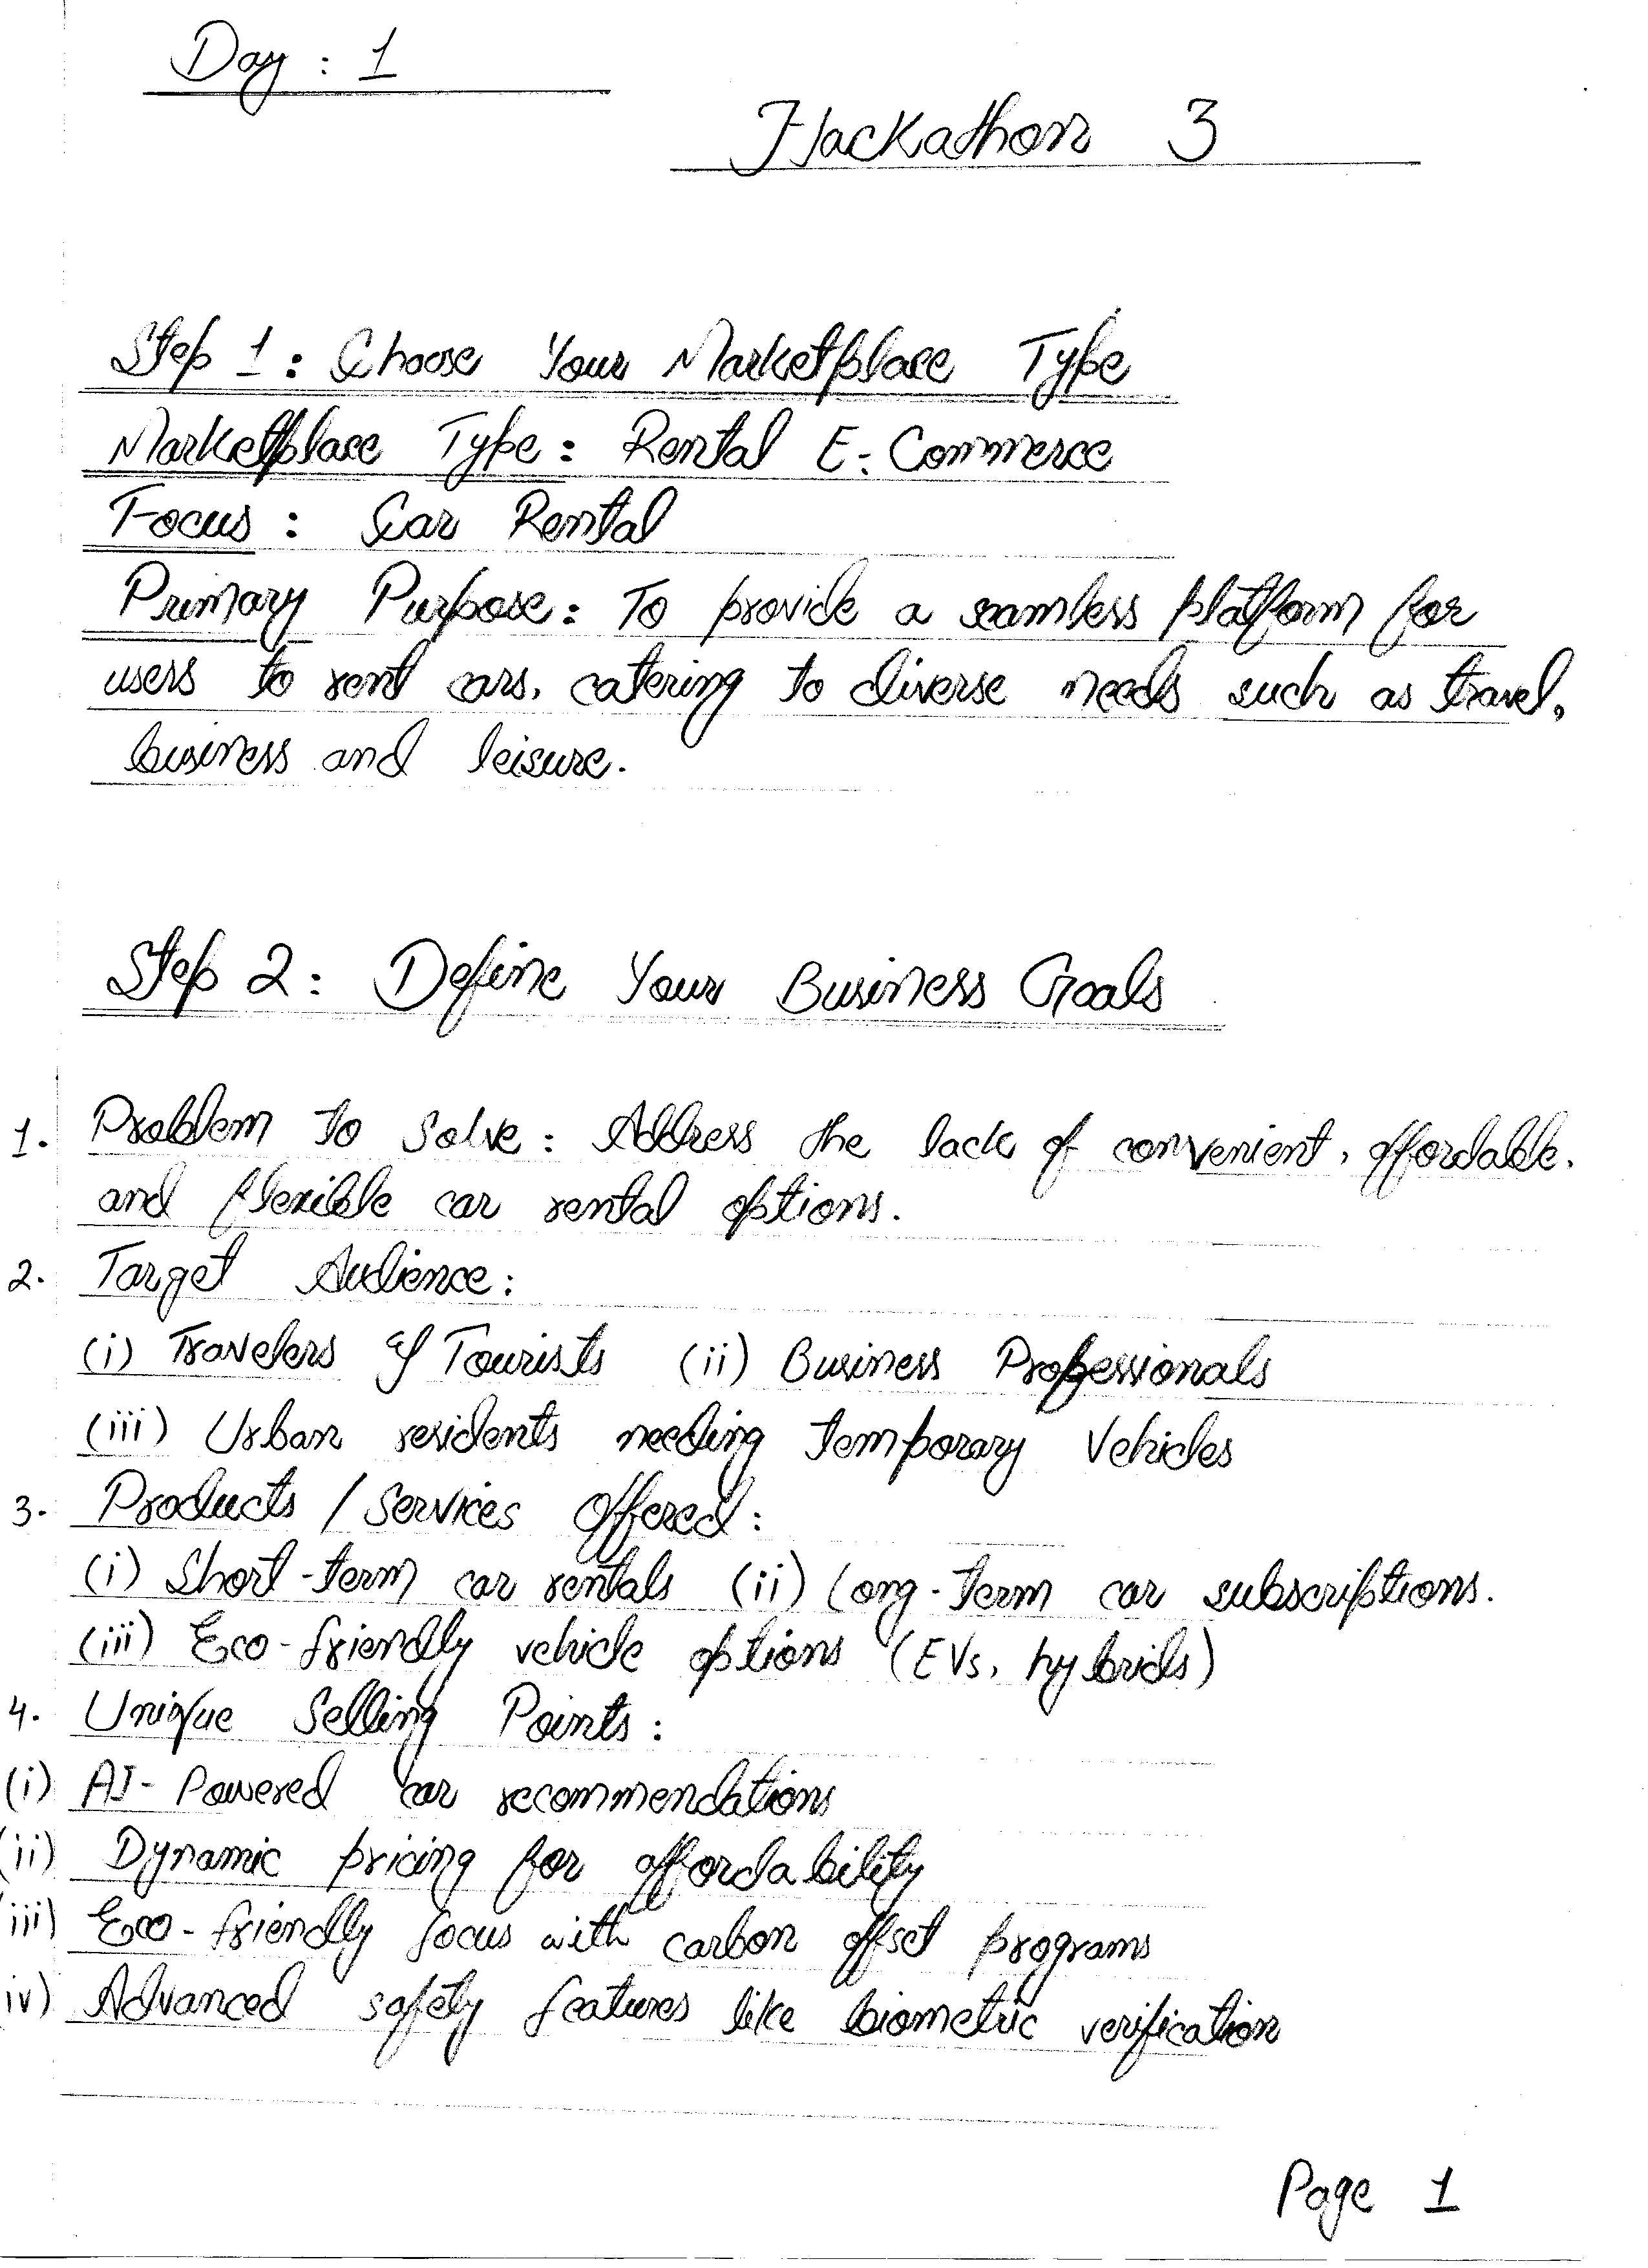 Day : 1
Hackathon 3
Step 1 : Choose Your Marketplace Type
Marketplace Type : Rental E-Commerce
Focus : Car Rental
Primary Purpose : To provide a seamless platform for
users to rent cars, catering to diverse needs such as travel,
business and leisure.
Step 2 : Define Your Business Goals
1. Problem to Solve : Address the lack of convenient, affordable,
and flexible car rental options.
2. Target Audience :
(i) Travelers & Tourists (ii) Business Professionals
(iii) Urban residents needing temporary Vehicles
3. Products / Services Offered :
(i) Short-term car rentals (ii) Long-term car subscriptions.
(iii) Eco-friendly vehicle options (EVs, hybrids)
4. Unique Selling Points :
(i) AI-Powered car recommendations
(ii) Dynamic pricing for affordability
iii) Eco-friendly focus with carbon offset programs
iv) Advanced safety features like biometric verification
Page 1